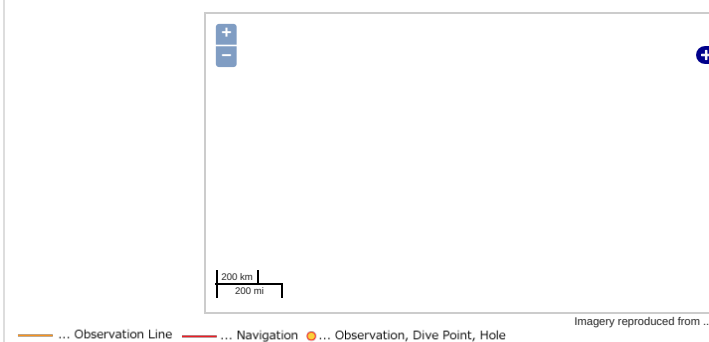 +
−
+
200 km
200 mi
Imagery reproduced from ..
... Observation Line ... Navigation ... Observation, Dive Point, Hole